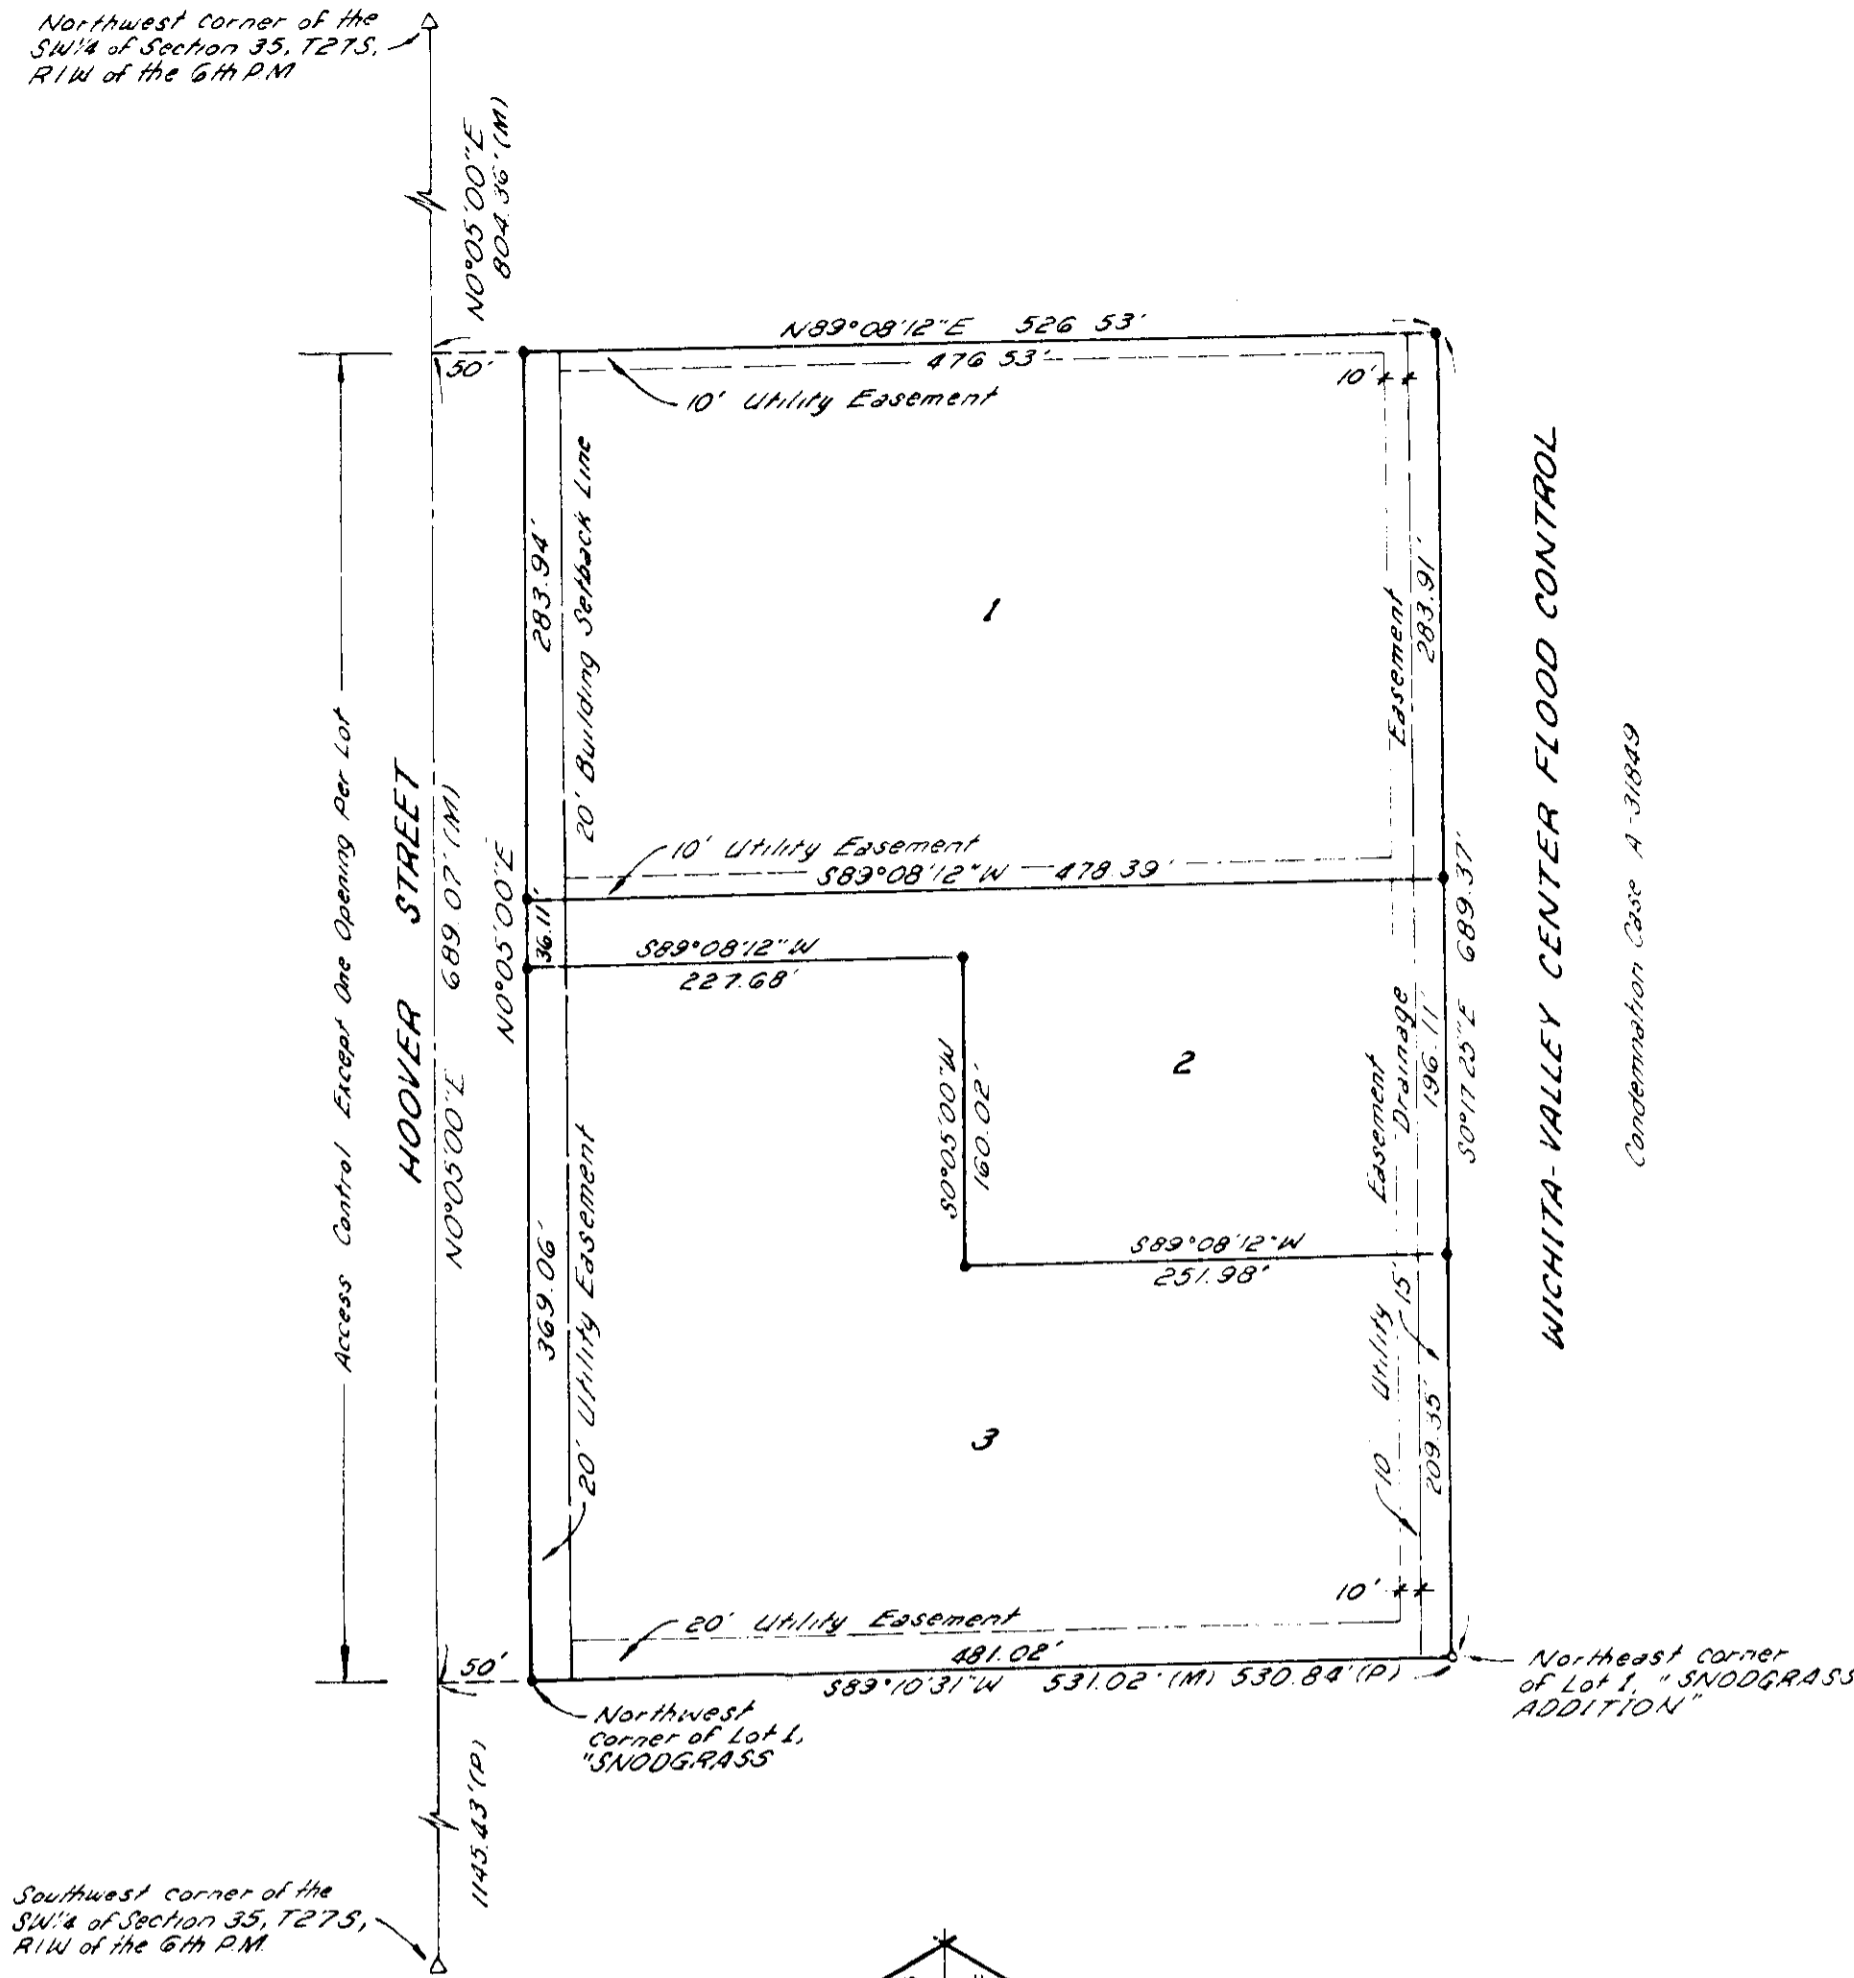 Northwest corner of the
SW1/4 of Section 35, T27S,
R1W of the 6th P.M
N0°05'00"E
804.36'(M)
N89°08'12"E 526 53'
50'
476 53'
10'
10' Utility Easement
Access Control Except One Opening Per Lot
HOOVER STREET
N0°05'00"E 689.07'(M)
N0°05'00"E
283.94'
20' Building Setback Line
1
Easement
283.91'
WICHITA-VALLEY CENTER FLOOD CONTROL
Condemnation Case A-31849
10' Utility Easement
S89°08'12"W 478.39'
36.11'
S89°08'12"W
227.68'
S0°05'00"W
160.02'
2
Easement
Drainage
196.11'
S0°17 25"E 689.37'
S89°08'12"W
251.98'
369.06'
20' Utility Easement
3
10 Utility
15'
209.35'
10'
20' Utility Easement
481.02'
50'
S89°10'31"W 531.02'(M) 530.84'(P)
Northwest
corner of Lot 1,
"SNODGRASS
Northeast corner
of Lot 1, "SNODGRASS
ADDITION"
1145.43'(P)
Southwest corner of the
SW1/4 of Section 35, T27S,
R1W of the 6th P.M.